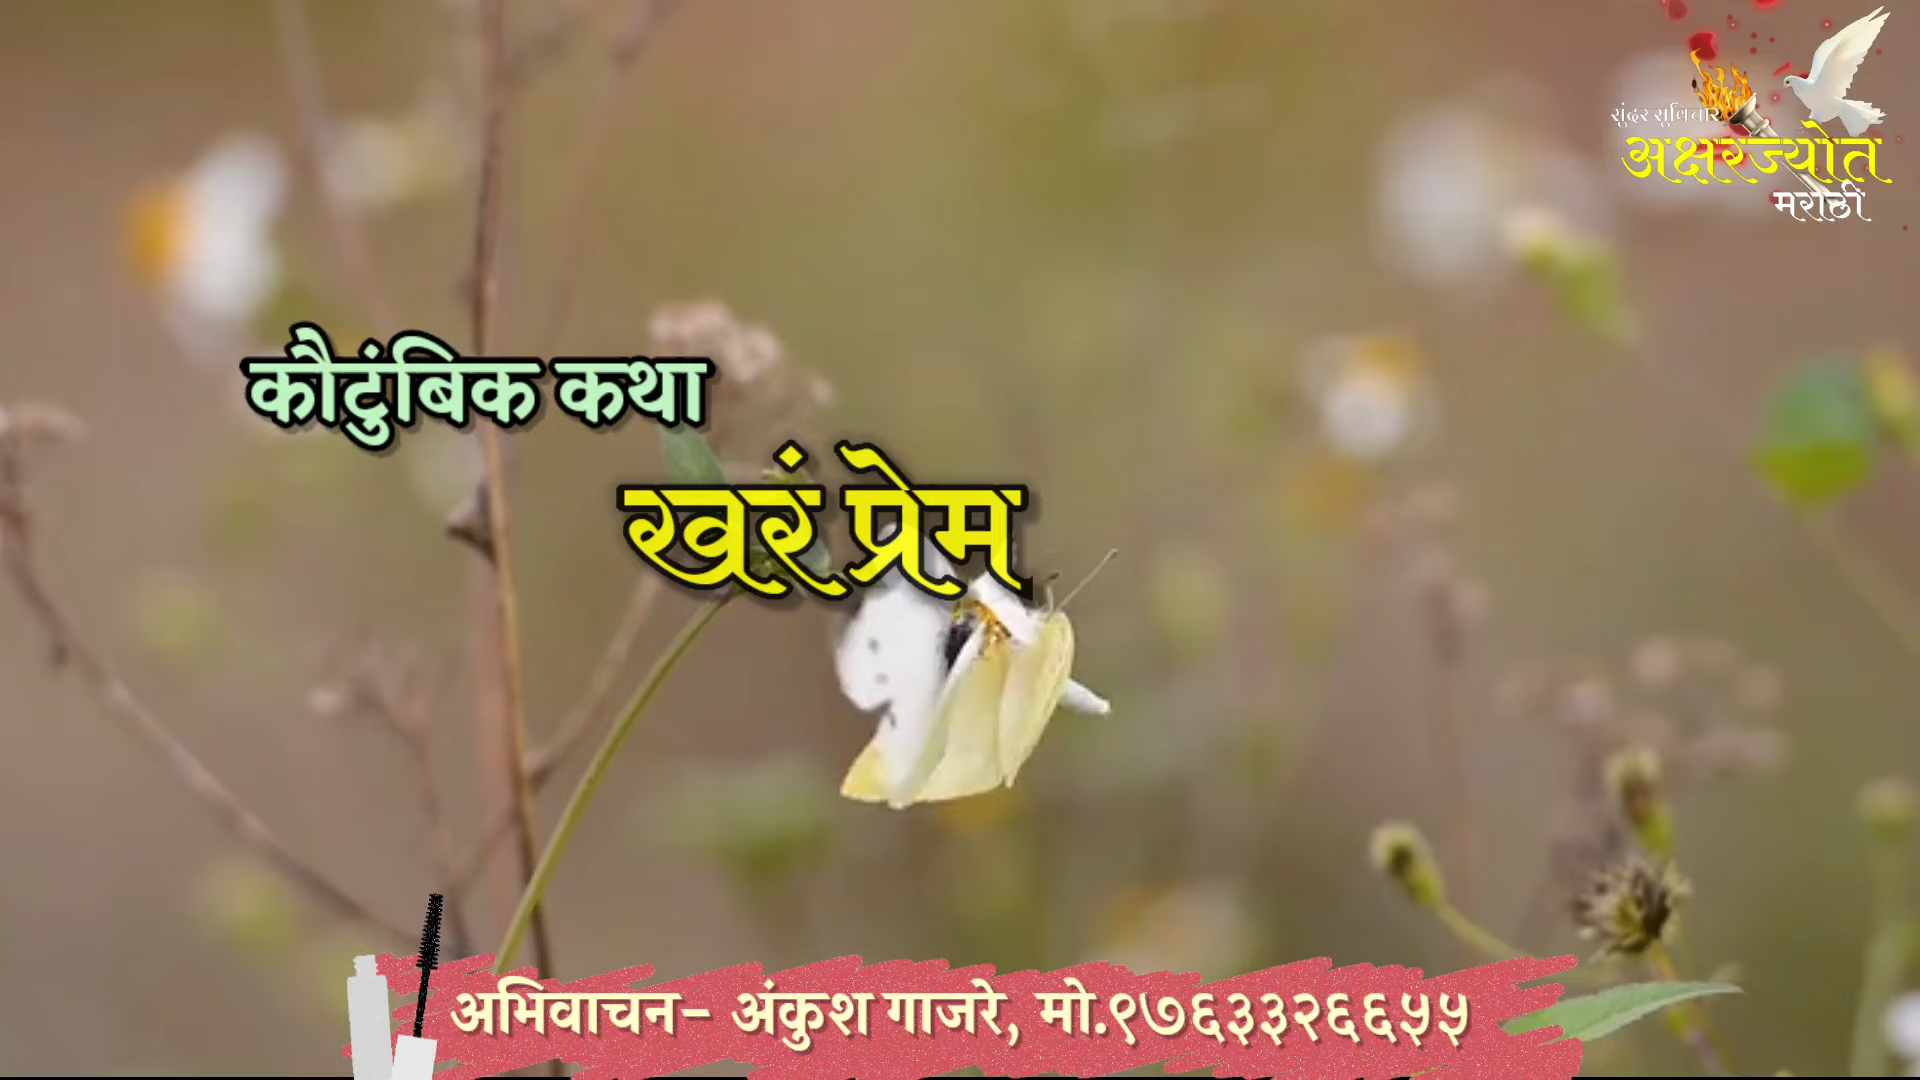 सुंदर सुविचार
अक्षरज्योत
मराठी
कौटुंबिक कथा
खरं प्रेम
अभिवाचन- अंकुश गाजरे, मो.९७६३३२६६५५